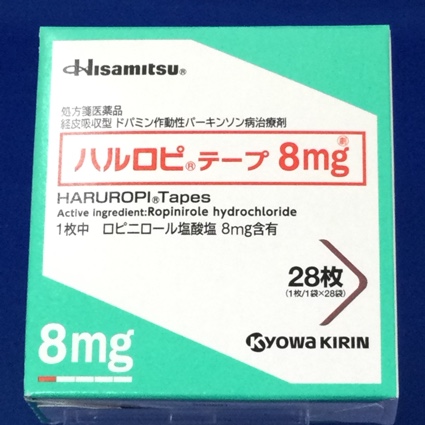 Hisamitsu®
処方箋医薬品
経皮吸収型 ドパミン作動性パーキンソン病治療剤
ハルロピ®テープ 8mg 劇
HARUROPI®Tapes
Active ingredient:Ropinirole hydrochloride
1枚中 ロピニロール塩酸塩 8mg含有
28枚
(1枚/1袋×28袋)
8mg
KYOWA KIRIN